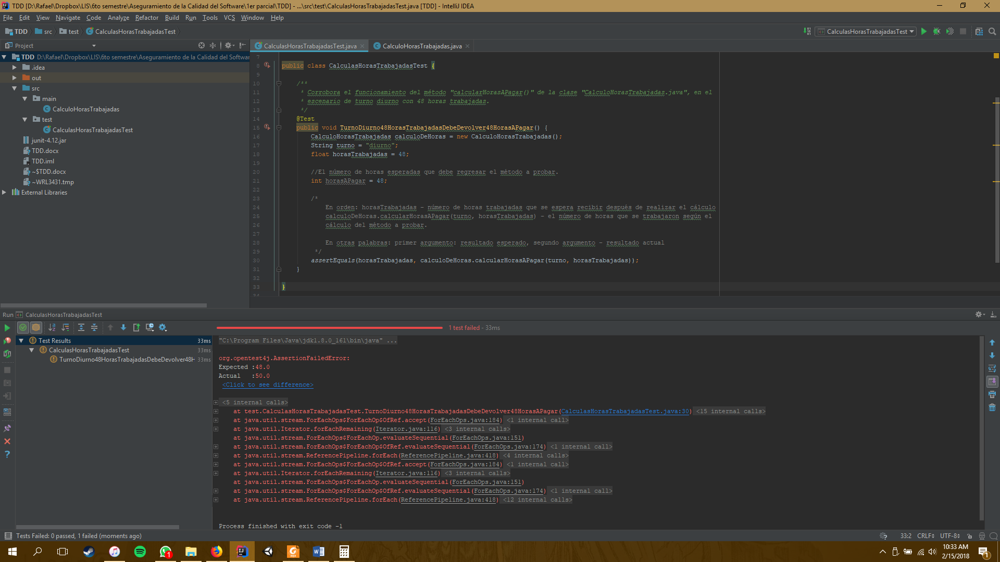 TDD [D:\Rafael\Dropbox\LIS\6to semestre\Aseguramiento de la Calidad del Software\1er parcial\TDD] - ...\src\test\CalculasHorasTrabajadasTest.java [TDD] - IntelliJ IDEA
File Edit View Navigate Code Analyze Refactor Build Run Tools VCS Window Help
TDD src test CalculasHorasTrabajadasTest
CalculasHorasTrabajadasTest
Project
CalculasHorasTrabajadasTest.java CalculoHorasTrabajadas.java
TDD D:\Rafael\Dropbox\LIS\6to semestre\Aseguramiento de la Calidad del Softwar
.idea
out
src
main
CalculoHorasTrabajadas
test
CalculasHorasTrabajadasTest
junit-4.12.jar
TDD.docx
TDD.iml
~$TDD.docx
~WRL3431.tmp
External Libraries
7
8 public class CalculasHorasTrabajadasTest {
9
10 /**
11 * Corrobora el funcionamiento del método "calcularHorasAPagar()" de la clase "CalculoHorasTrabajadas.java", en el
12 * escenario de turno diurno con 48 horas trabajadas.
13 */
14 @Test
15 public void TurnoDiurno48HorasTrabajadasDebeDevolver48HorasAPagar() {
16 CalculoHorasTrabajadas calculoDeHoras = new CalculoHorasTrabajadas();
17 String turno = "diurno";
18 float horasTrabajadas = 48;
19
20 //El número de horas esperadas que debe regresar el método a probar.
21 int horasAPagar = 48;
22
23 /*
24 En orden: horasTrabajadas - número de horas trabajadas que se espera recibir después de realizar el cálculo
25 calculoDeHoras.calcularHorasAPagar(turno, horasTrabajadas) - el número de horas que se trabajaron según el
26 cálculo del método a probar.
27
28 En otras palabras: primer argumento: resultado esperado, segundo argumento - resultado actual
29 */
30 assertEquals(horasTrabajadas, calculoDeHoras.calcularHorasAPagar(turno, horasTrabajadas));
31 }
32
33 }
34
Run CalculasHorasTrabajadasTest
1 test failed - 33ms
Test Results 33ms
CalculasHorasTrabajadasTest 33ms
TurnoDiurno48HorasTrabajadasDebeDevolver48H 33ms
"C:\Program Files\Java\jdk1.8.0_161\bin\java" ...
org.opentest4j.AssertionFailedError:
Expected :48.0
Actual :50.0
<Click to see difference>
<5 internal calls>
at test.CalculasHorasTrabajadasTest.TurnoDiurno48HorasTrabajadasDebeDevolver48HorasAPagar(CalculasHorasTrabajadasTest.java:30) <15 internal calls>
at java.util.stream.ForEachOps$ForEachOp$OfRef.accept(ForEachOps.java:184) <1 internal call>
at java.util.Iterator.forEachRemaining(Iterator.java:116) <3 internal calls>
at java.util.stream.ForEachOps$ForEachOp.evaluateSequential(ForEachOps.java:151)
at java.util.stream.ForEachOps$ForEachOp$OfRef.evaluateSequential(ForEachOps.java:174) <1 internal call>
at java.util.stream.ReferencePipeline.forEach(ReferencePipeline.java:418) <4 internal calls>
at java.util.stream.ForEachOps$ForEachOp$OfRef.accept(ForEachOps.java:184) <1 internal call>
at java.util.Iterator.forEachRemaining(Iterator.java:116) <3 internal calls>
at java.util.stream.ForEachOps$ForEachOp.evaluateSequential(ForEachOps.java:151)
at java.util.stream.ForEachOps$ForEachOp$OfRef.evaluateSequential(ForEachOps.java:174) <1 internal call>
at java.util.stream.ReferencePipeline.forEach(ReferencePipeline.java:418) <12 internal calls>
Process finished with exit code -1
Tests Failed: 0 passed, 1 failed (moments ago)
33:2 CRLF UTF-8
10:33 AM
2/15/2018
1
1